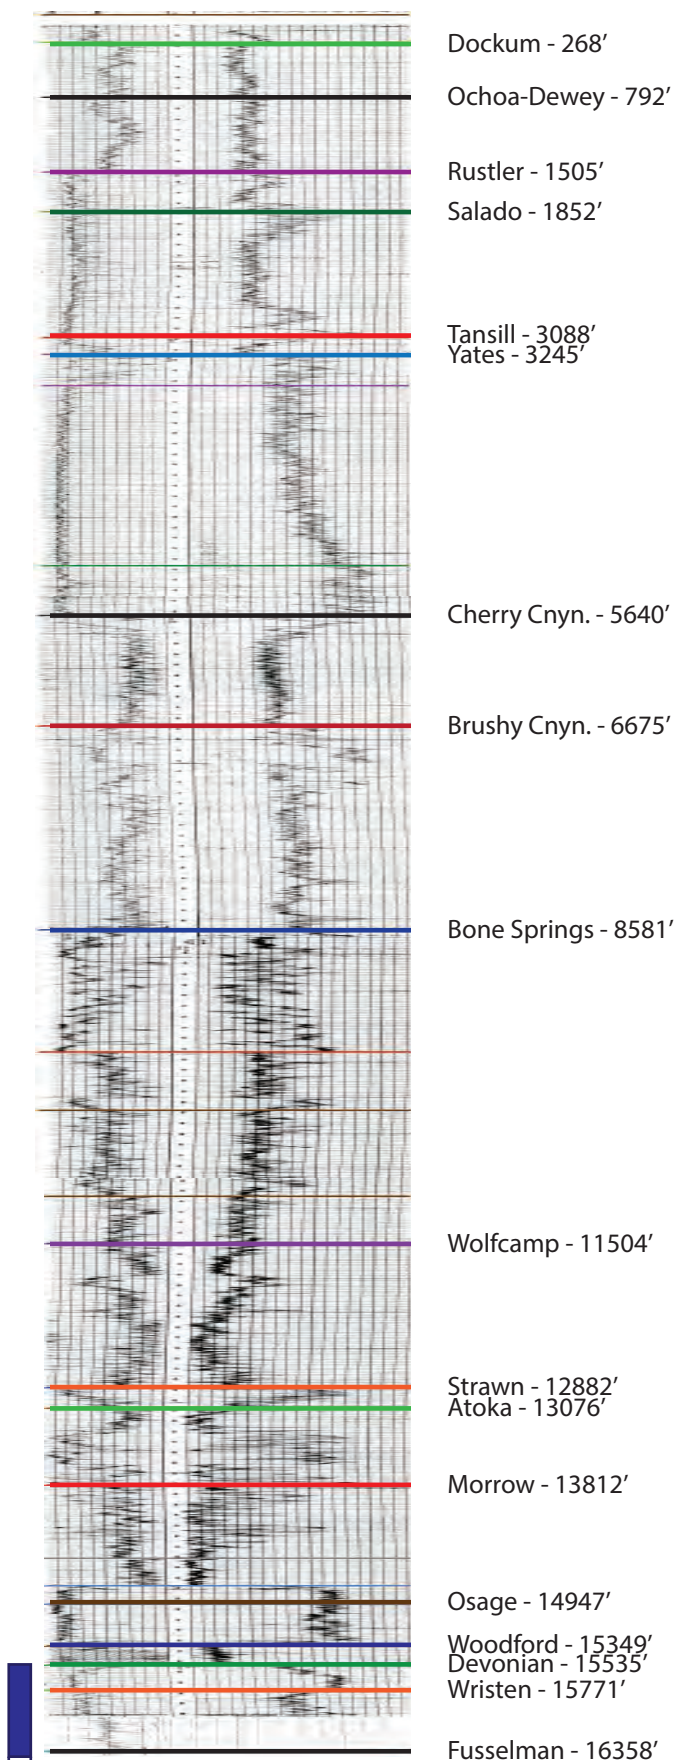 Dockum - 268’
Ochoa-Dewey - 792’
Rustler - 1505’
Salado - 1852’
Tansill - 3088’
Yates - 3245’
Cherry Cnyn. - 5640’
Brushy Cnyn. - 6675’
Bone Springs - 8581’
Wolfcamp - 11504’
Strawn - 12882’
Atoka - 13076’
Morrow - 13812’
Osage - 14947’
Woodford - 15349’
Devonian - 15535’
Wristen - 15771’
Fusselman - 16358’